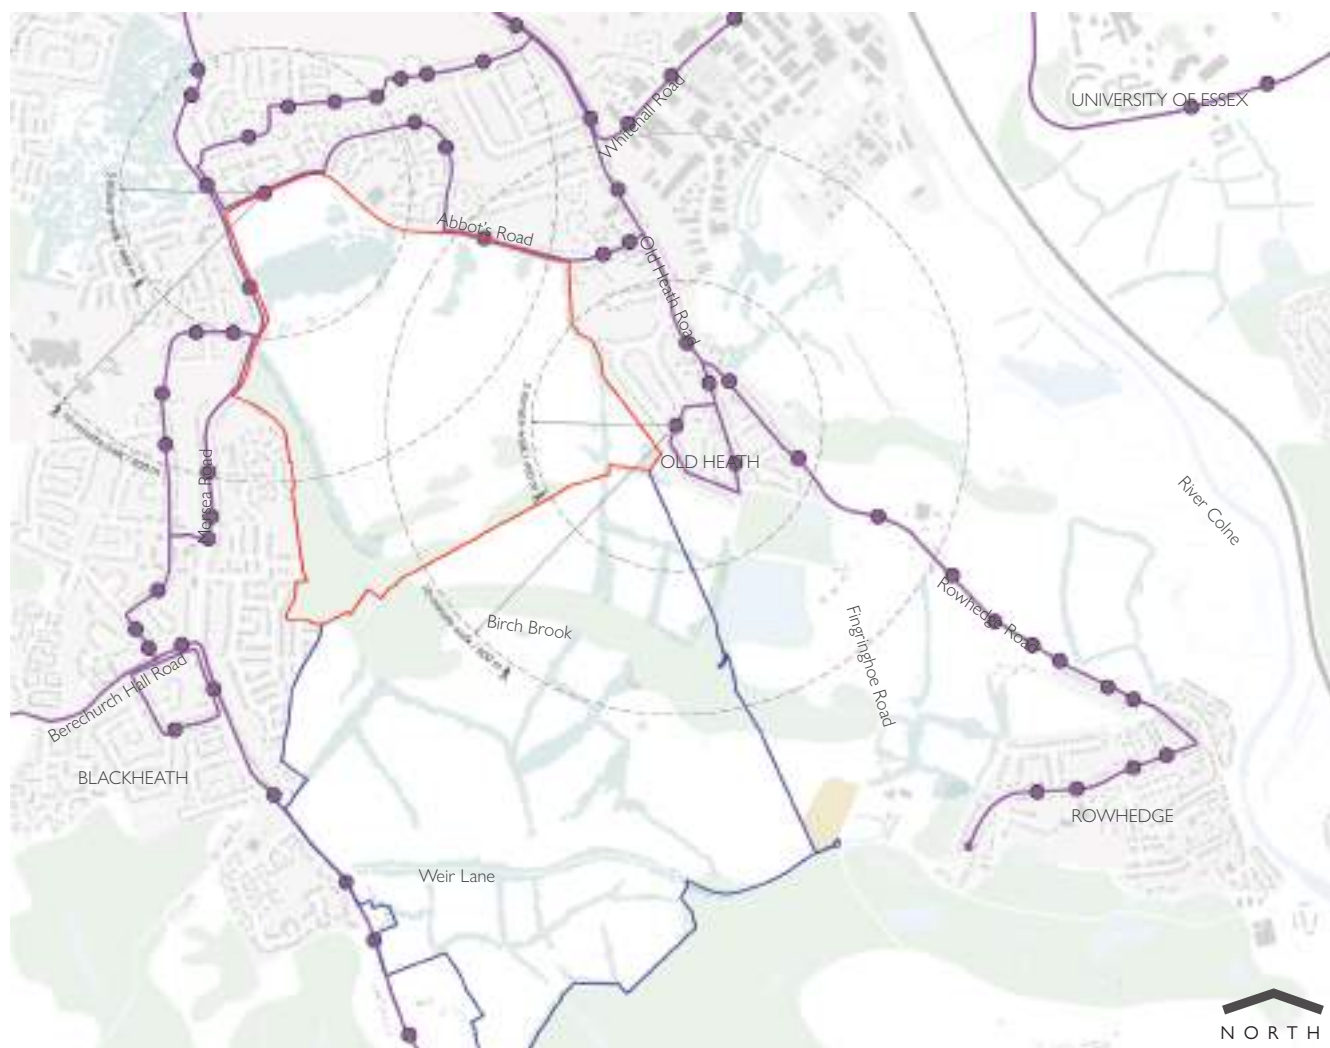 UNIVERSITY OF ESSEX
Whitehall Road
Abbot's Road
Old Heath Road
OLD HEATH
Mersea Road
River Colne
Rowhedge Road
Birch Brook
Fingringhoe Road
Berechurch Hall Road
BLACKHEATH
ROWHEDGE
Weir Lane
NORTH